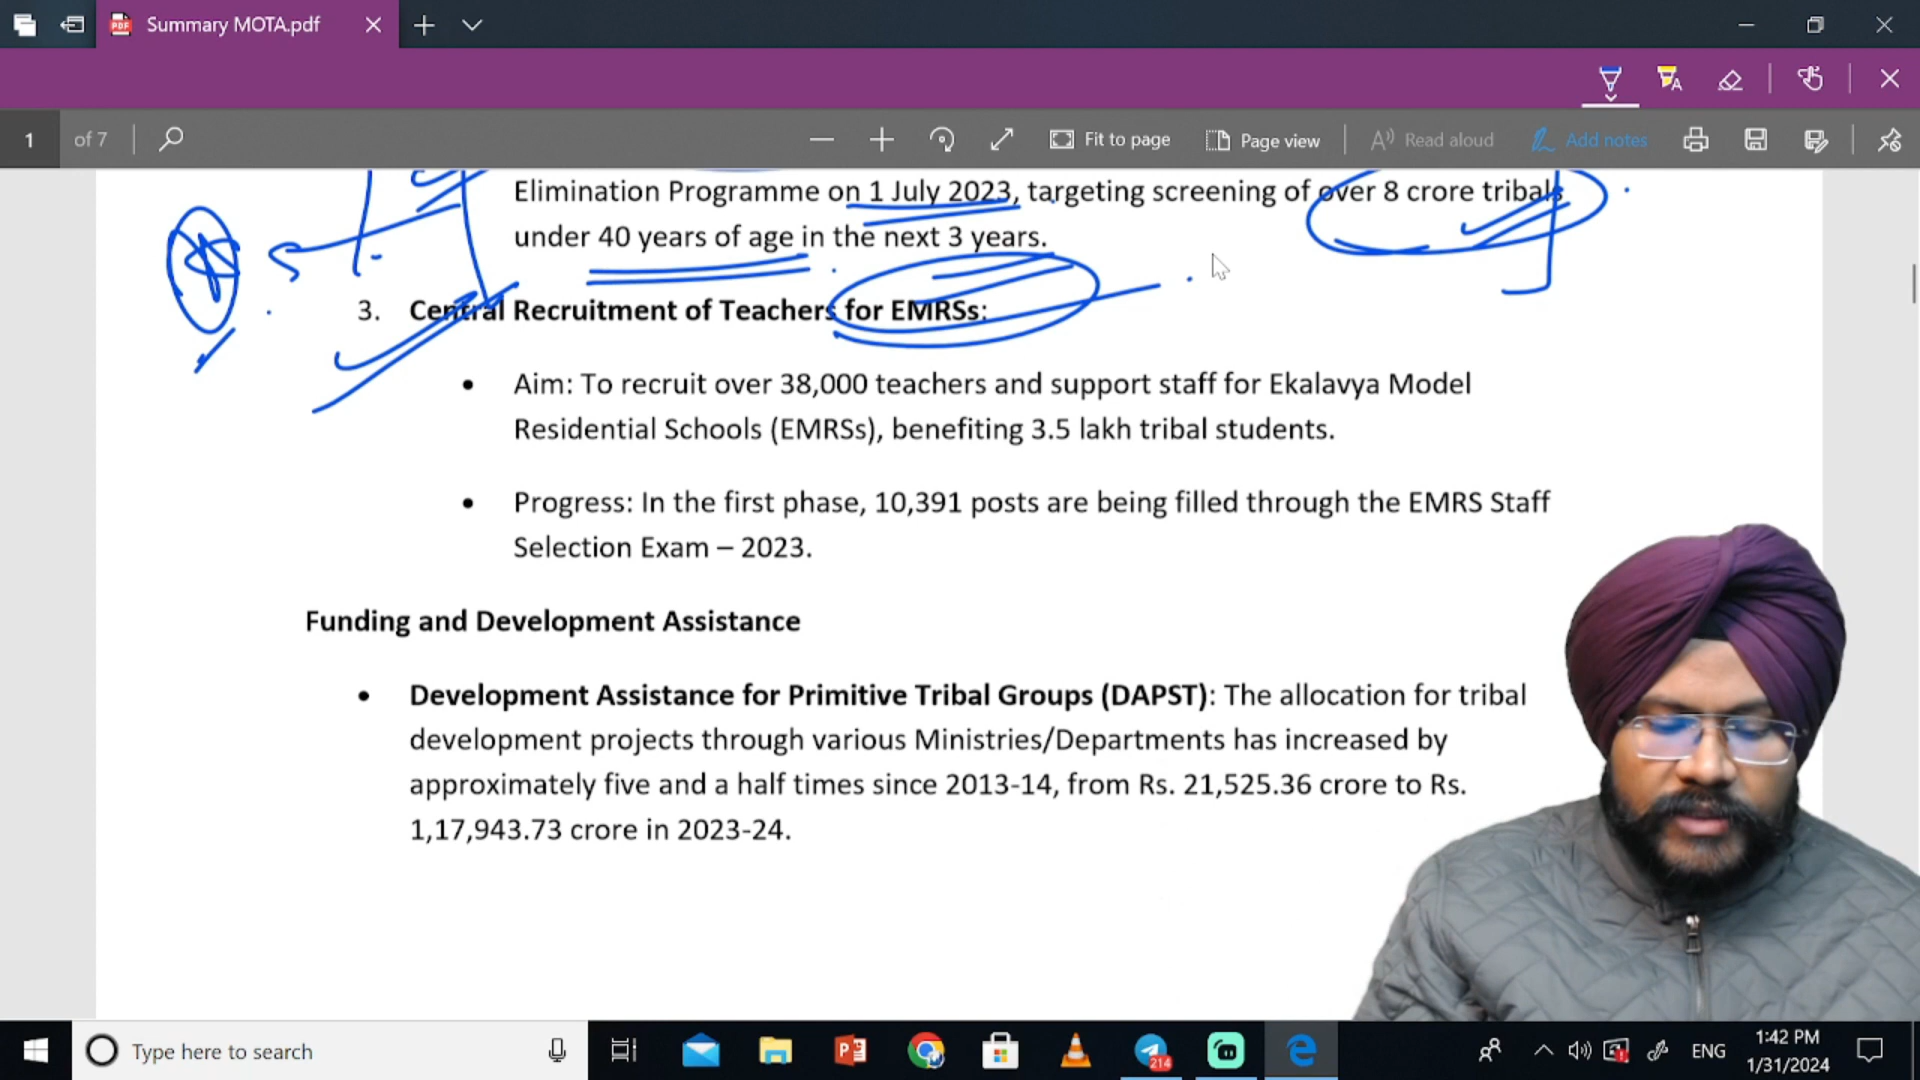 Summary MOTA.pdf
1 of 7
Fit to page
Page view
Read aloud
Add notes
Elimination Programme on 1 July 2023, targeting screening of over 8 crore tribals
under 40 years of age in the next 3 years.
3. Central Recruitment of Teachers for EMRSs:
• Aim: To recruit over 38,000 teachers and support staff for Ekalavya Model
Residential Schools (EMRSs), benefiting 3.5 lakh tribal students.
• Progress: In the first phase, 10,391 posts are being filled through the EMRS Staff
Selection Exam – 2023.
Funding and Development Assistance
• Development Assistance for Primitive Tribal Groups (DAPST): The allocation for tribal
development projects through various Ministries/Departments has increased by
approximately five and a half times since 2013-14, from Rs. 21,525.36 crore to Rs.
1,17,943.73 crore in 2023-24.
Type here to search
214
ENG
1:42 PM
1/31/2024